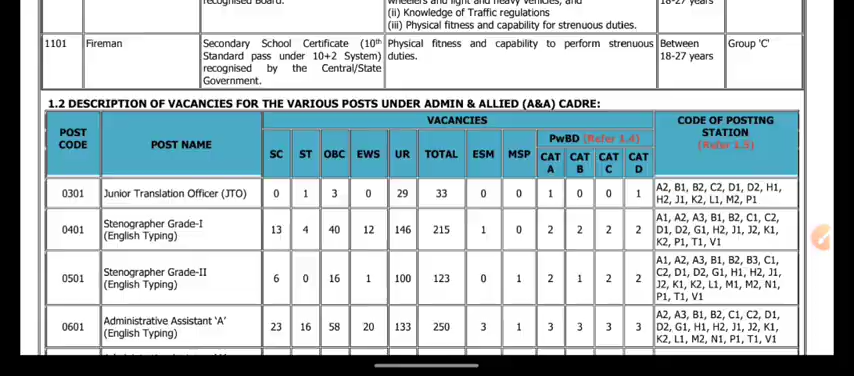 recognised Board.
wheelers and light and heavy vehicles, and
18-27 years
(ii) Knowledge of Traffic regulations
(iii) Physical fitness and capability for strenuous duties.
1101 Fireman Secondary School Certificate (10th Physical fitness and capability to perform strenuous Between Group 'C'
Standard pass under 10+2 System) duties. 18-27 years
recognised by the Central/State
Government.
1.2 DESCRIPTION OF VACANCIES FOR THE VARIOUS POSTS UNDER ADMIN & ALLIED (A&A) CADRE:
POST CODE POST NAME VACANCIES CODE OF POSTING STATION (Refer 1.5)
SC ST OBC EWS UR TOTAL ESM MSP PwBD (Refer 1.4)
CAT A CAT B CAT C CAT D
0301 Junior Translation Officer (JTO) 0 1 3 0 29 33 0 0 1 0 0 1 A2, B1, B2, C2, D1, D2, H1,
H2, J1, K2, L1, M2, P1
0401 Stenographer Grade-I 13 4 40 12 146 215 1 0 2 2 2 2 A1, A2, A3, B1, B2, C1, C2,
(English Typing) D1, D2, G1, H2, J1, J2, K1,
K2, P1, T1, V1
0501 Stenographer Grade-II 6 0 16 1 100 123 0 1 2 1 2 2 A1, A2, A3, B1, B2, B3, C1,
(English Typing) C2, D1, D2, G1, H1, H2, J1,
J2, K1, K2, L1, M1, M2, N1,
P1, T1, V1
0601 Administrative Assistant 'A' 23 16 58 20 133 250 3 1 3 3 3 3 A2, A3, B1, B2, C1, C2, D1,
(English Typing) D2, G1, H1, H2, J1, J2, K1,
K2, L1, M2, N1, P1, T1, V1